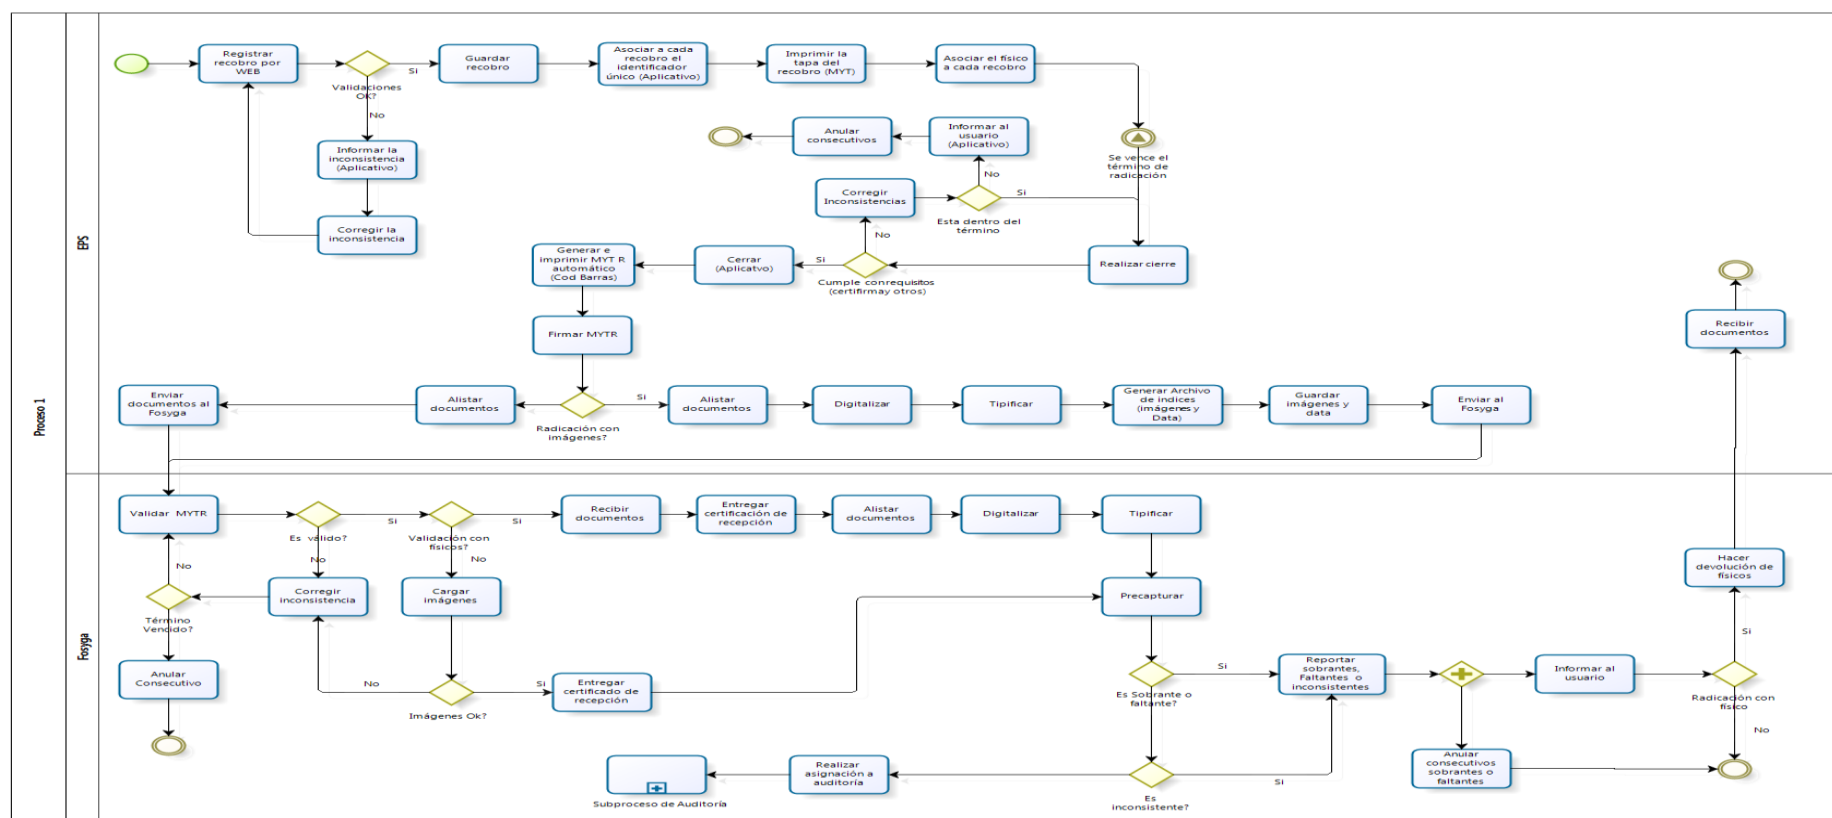 Proceso 1
EPS
Registrar
recobro por
WEB
Validaciones
OK?
Si
No
Guardar
recobro
Asociar a cada
recobro el
identificador
único (Aplicativo)
Imprimir la
tapa del
recobro (MYT)
Asociar el físico
a cada recobro
Informar la
inconsistencia
(Aplicativo)
Corregir la
inconsistencia
Anular
consecutivos
Informar al
usuario
(Aplicativo)
Se vence el
término de
radicación
No
Si
Corregir
Inconsistencias
Esta dentro del
término
No
Generar e
imprimir MYT R
automático
(Cod Barras)
Cerrar
(Aplicatvo)
Si
Cumple conrequisitos
(certifirmay otros)
Realizar cierre
Firmar MYTR
Recibir
documentos
Enviar
documentos al
Fosyga
Alistar
documentos
Radicación con
imágenes?
Si
Alistar
documentos
Digitalizar
Tipificar
Generar Archivo
de indices
(imágenes y
Data)
Guardar
imágenes y
data
Enviar al
Fosyga
Fosyga
Validar MYTR
Es válido?
Si
No
Validación con
físicos?
Si
No
Recibir
documentos
Entregar
certificación de
recepción
Alistar
documentos
Digitalizar
Tipificar
No
Término
Vencido?
Corregir
inconsistencia
Cargar
imágenes
Precapturar
Hacer
devolución de
físicos
Anular
Consecutivo
No
Imágenes Ok?
Si
Entregar
certificado de
recepción
Es Sobrante o
faltante?
Si
Reportar
sobrantes,
Faltantes o
inconsistentes
Informar al
usuario
Si
Radicación con
físico
No
Subproceso de Auditoría
Realizar
asignación a
auditoría
Es
inconsistente?
Si
Anular
consecutivos
sobrantes o
faltantes